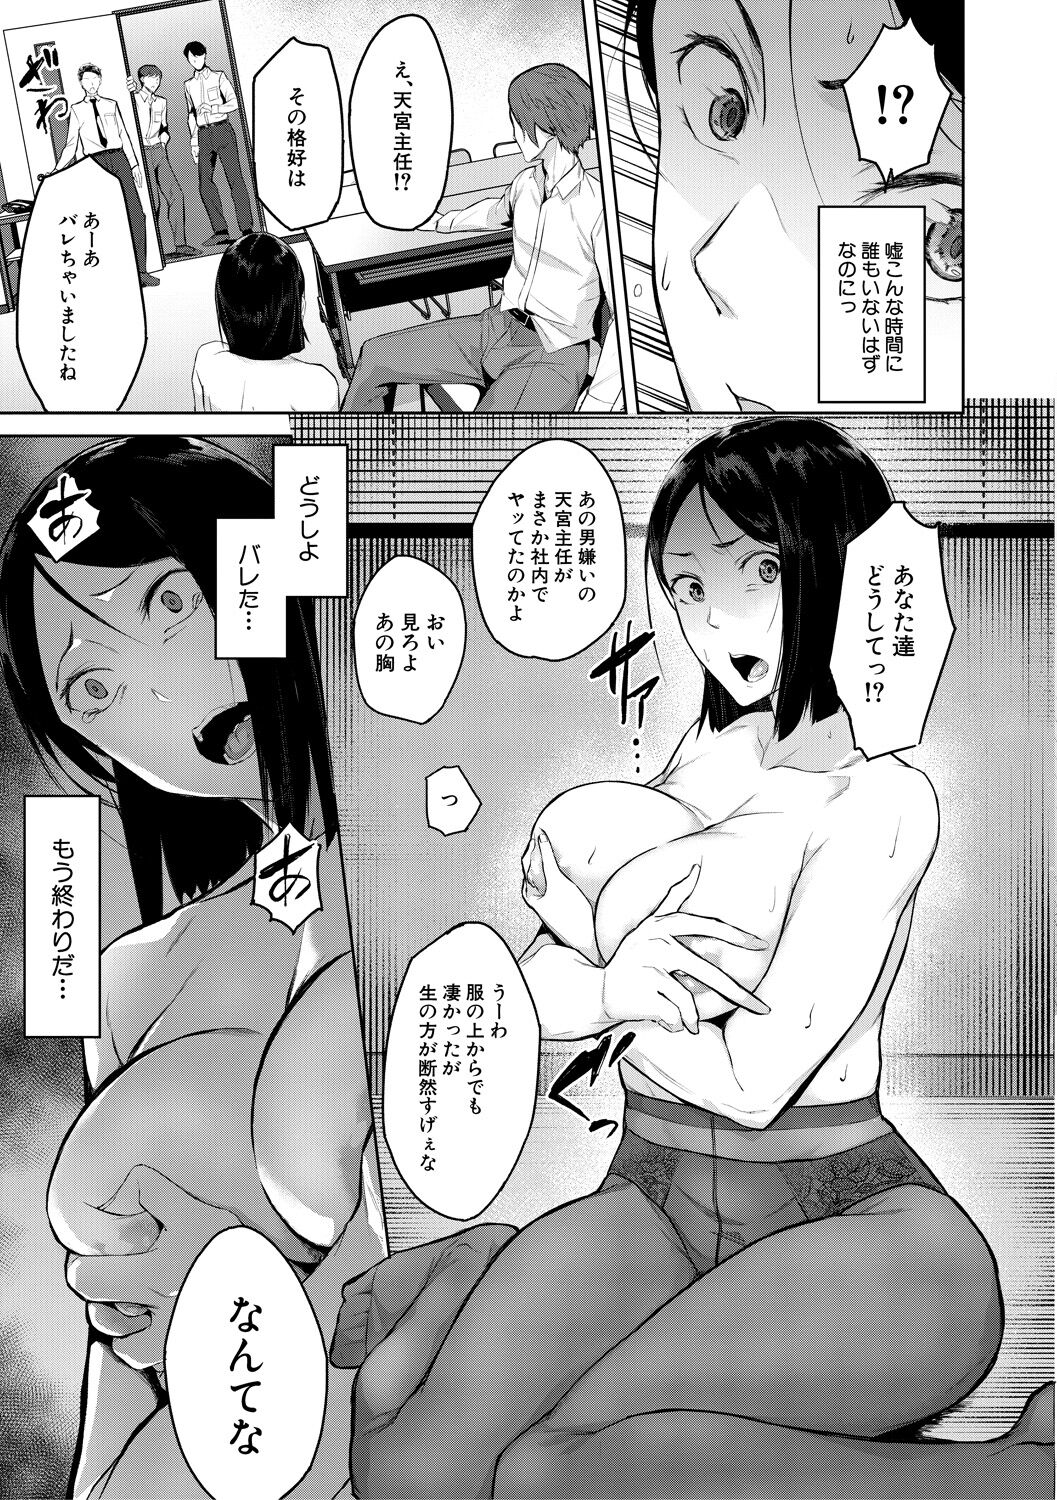 !?
嘘こんな時間に
誰もいないはず
なのにっ
え、天宮主任!?
その格好は
ざわ
あーあ
バレちゃいましたね
あなた達
どうしてっ!?
あの男嫌いの
天宮主任が
まさか社内で
ヤッてたのかよ
おい
見ろよ
あの胸
っ
うーわ
服の上からでも
凄かったが
生の方が断然すげぇな
どうしよ
バレた…
あ
あ
もう終わりだ…
なんてな